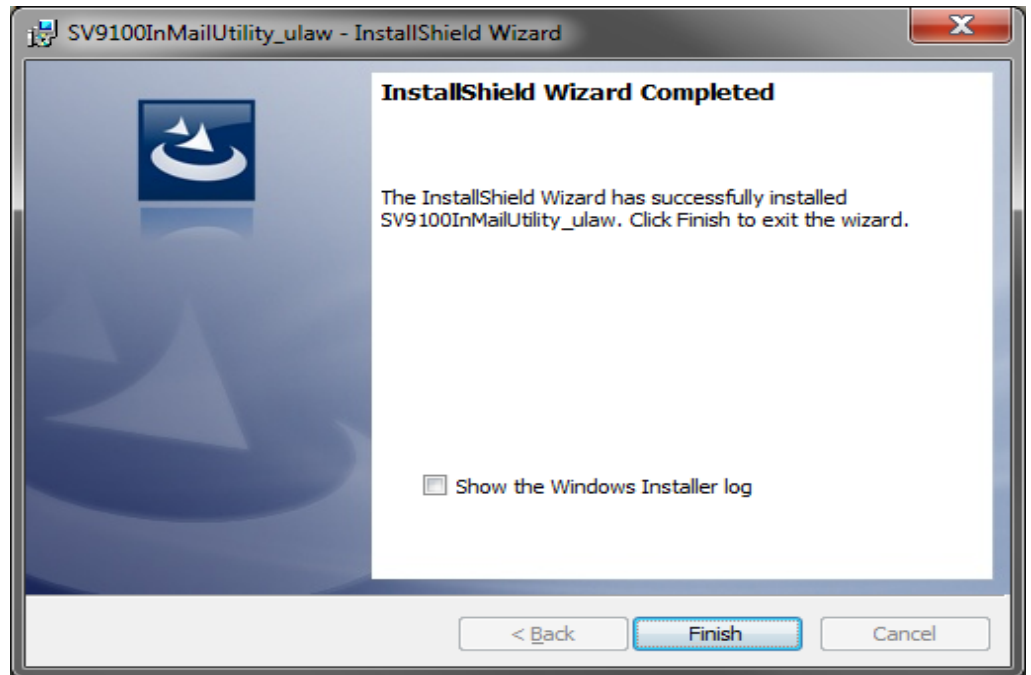 SV9100InMailUtility_ulaw - InstallShield Wizard
InstallShield Wizard Completed
The InstallShield Wizard has successfully installed
SV9100InMailUtility_ulaw. Click Finish to exit the wizard.
Show the Windows Installer log
< Back Finish Cancel